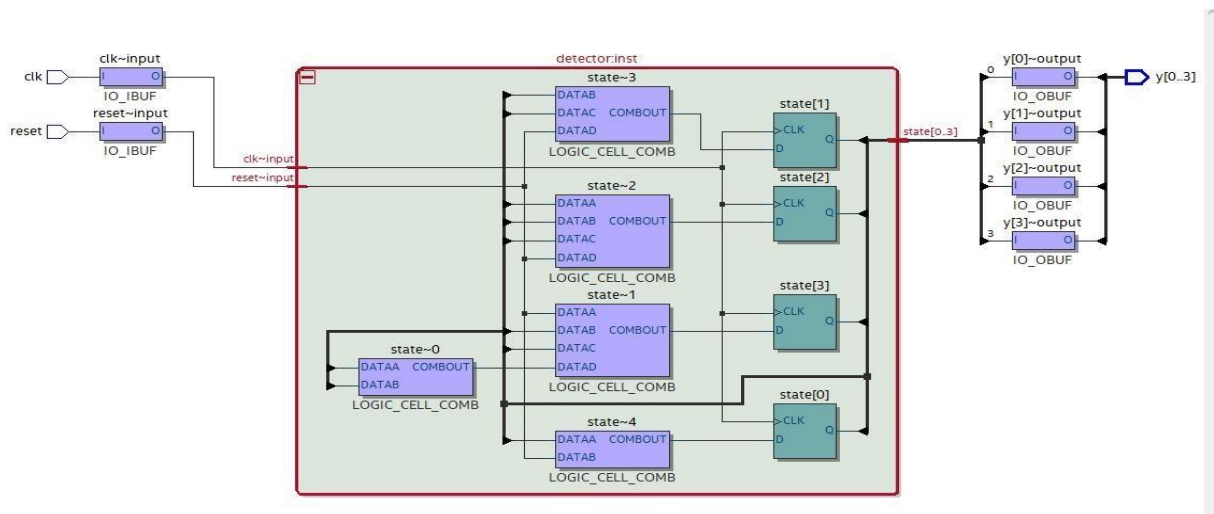 clk
clk~input
I O
IO_IBUF
reset
reset~input
I O
IO_IBUF
detector:inst
clk~input
reset~input
state~3
DATAB
DATAC COMBOUT
DATAD
LOGIC_CELL_COMB
state~2
DATAA
DATAB COMBOUT
DATAC
DATAD
LOGIC_CELL_COMB
state~1
DATAA
DATAB COMBOUT
DATAC
DATAD
LOGIC_CELL_COMB
state~0
DATAA COMBOUT
DATAB
LOGIC_CELL_COMB
state~4
DATAA COMBOUT
DATAB
LOGIC_CELL_COMB
state[1]
>CLK
Q
D
state[2]
>CLK
Q
D
state[3]
>CLK
Q
D
state[0]
>CLK
Q
D
state[0..3]
y[0]~output
0
I O
IO_OBUF
y[1]~output
1
I O
IO_OBUF
y[2]~output
2
I O
IO_OBUF
y[3]~output
3
I O
IO_OBUF
y[0..3]